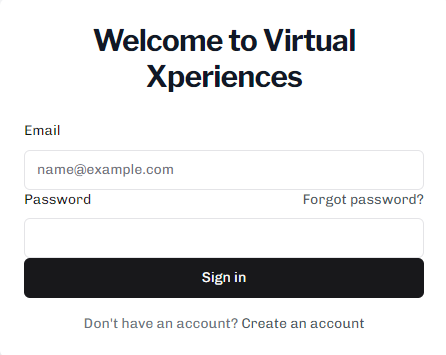 Welcome to Virtual
Xperiences
Email
name@example.com
Password Forgot password?
Sign in
Don't have an account? Create an account